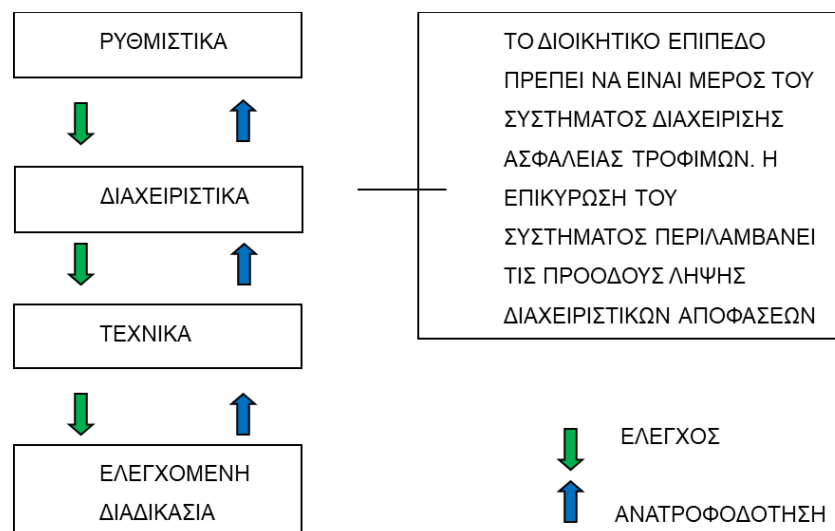 ΡΥΘΜΙΣΤΙΚΑ
ΔΙΑΧΕΙΡΙΣΤΙΚΑ
ΤΕΧΝΙΚΑ
ΕΛΕΓΧΟΜΕΝΗ
ΔΙΑΔΙΚΑΣΙΑ
ΤΟ ΔΙΟΙΚΗΤΙΚΟ ΕΠΙΠΕΔΟ
ΠΡΕΠΕΙ ΝΑ ΕΙΝΑΙ ΜΕΡΟΣ ΤΟΥ
ΣΥΣΤΗΜΑΤΟΣ ΔΙΑΧΕΙΡΙΣΗΣ
ΑΣΦΑΛΕΙΑΣ ΤΡΟΦΙΜΩΝ. Η
ΕΠΙΚΥΡΩΣΗ ΤΟΥ
ΣΥΣΤΗΜΑΤΟΣ ΠΕΡΙΛΑΜΒΑΝΕΙ
ΤΙΣ ΠΡΟΟΔΟΥΣ ΛΗΨΗΣ
ΔΙΑΧΕΙΡΙΣΤΙΚΩΝ ΑΠΟΦΑΣΕΩΝ
ΕΛΕΓΧΟΣ
ΑΝΑΤΡΟΦΟΔΟΤΗΣΗ